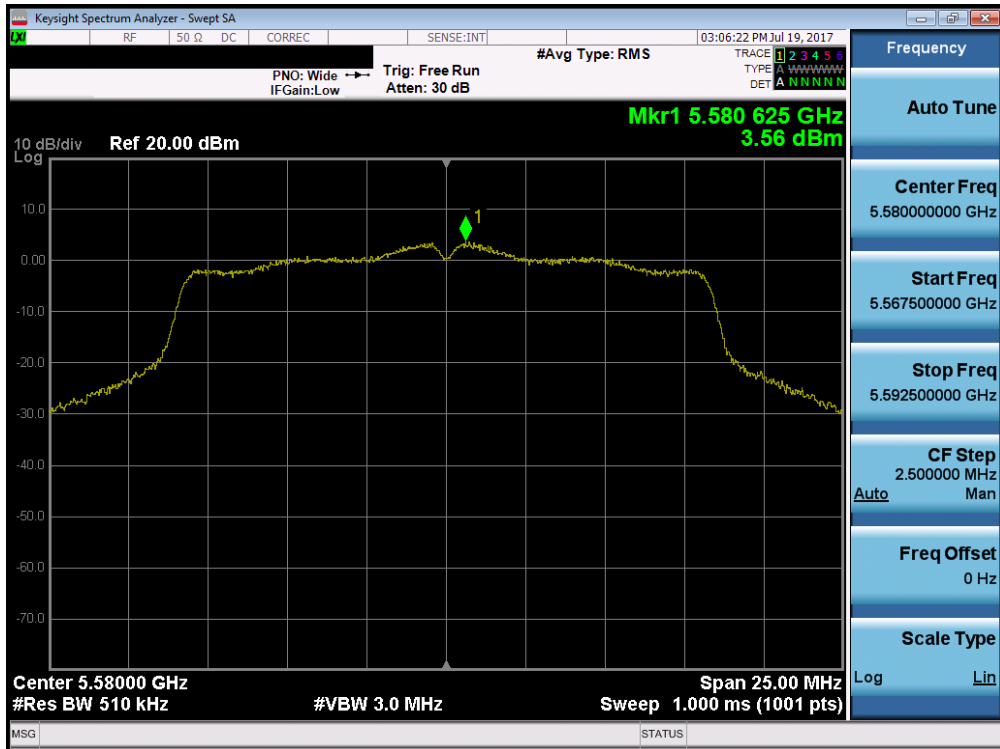 Keysight Spectrum Analyzer - Swept SA
LXI RF 50 Ω DC CORREC SENSE:INT 03:06:22 PM Jul 19, 2017
#Avg Type: RMS TRACE 1 2 3 4 5 6
PNO: Wide Trig: Free Run TYPE A WWWWW
IFGain:Low Atten: 30 dB DET A N N N N N
Mkr1 5.580 625 GHz
3.56 dBm
10 dB/div Ref 20.00 dBm
Log
10.0
1
0.00
-10.0
-20.0
-30.0
-40.0
-50.0
-60.0
-70.0
Center 5.58000 GHz Span 25.00 MHz
#Res BW 510 kHz #VBW 3.0 MHz Sweep 1.000 ms (1001 pts)
MSG STATUS
Frequency
Auto Tune
Center Freq
5.580000000 GHz
Start Freq
5.567500000 GHz
Stop Freq
5.592500000 GHz
CF Step
2.500000 MHz
Auto Man
Freq Offset
0 Hz
Scale Type
Log Lin